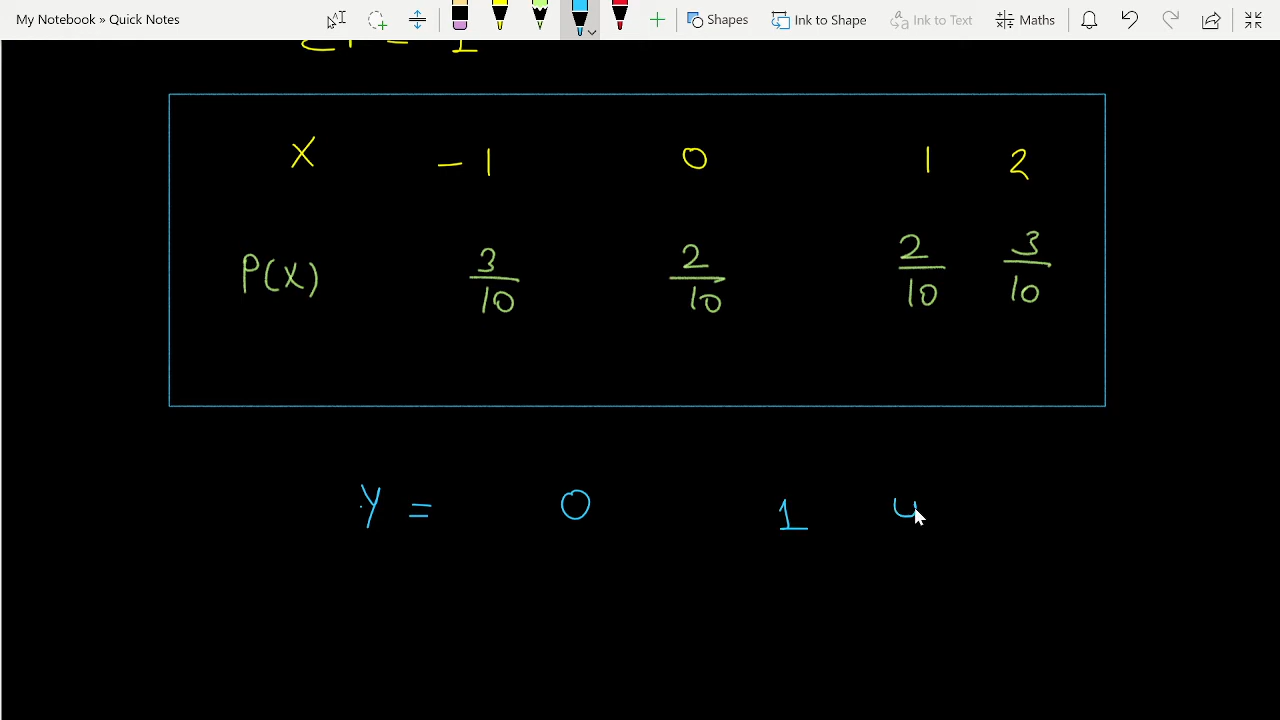 My Notebook » Quick Notes Shapes Ink to Shape Ink to Text Maths
X -1 0 1 2
P(X) 3/10 2/10 2/10 3/10
Y = 0 1